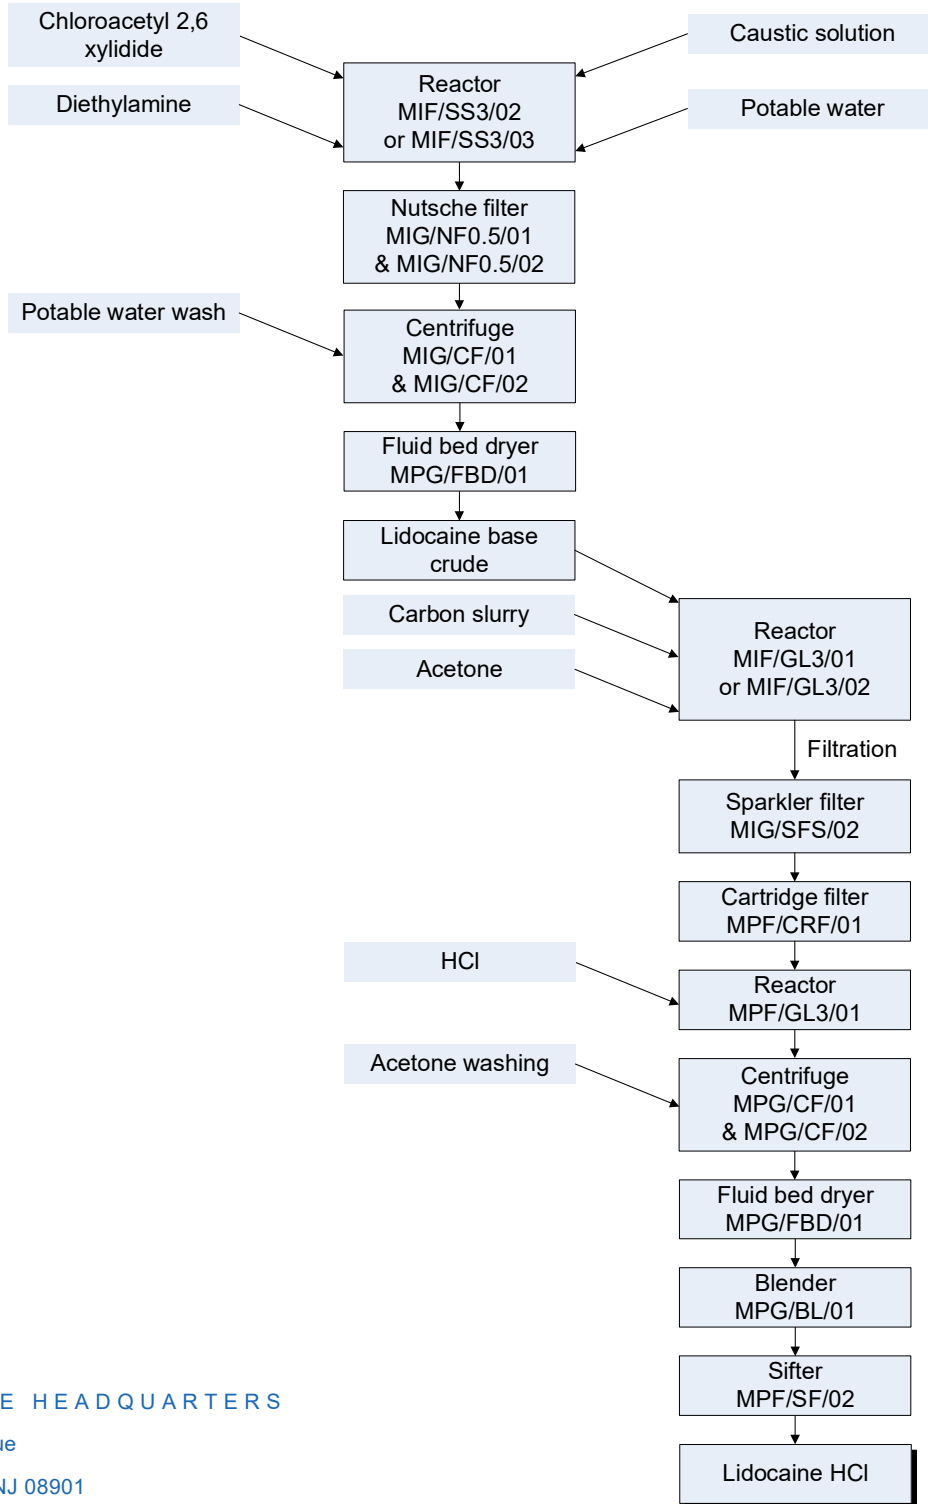 Chloroacetyl 2,6
xylidide
Caustic solution
Diethylamine
Potable water
Reactor
MIF/SS3/02
or MIF/SS3/03
Nutsche filter
MIG/NF0.5/01
& MIG/NF0.5/02
Potable water wash
Centrifuge
MIG/CF/01
& MIG/CF/02
Fluid bed dryer
MPG/FBD/01
Lidocaine base
crude
Carbon slurry
Acetone
Reactor
MIF/GL3/01
or MIF/GL3/02
Filtration
Sparkler filter
MIG/SFS/02
Cartridge filter
MPF/CRF/01
HCl
Reactor
MPF/GL3/01
Acetone washing
Centrifuge
MPG/CF/01
& MPG/CF/02
Fluid bed dryer
MPG/FBD/01
Blender
MPG/BL/01
Sifter
MPF/SF/02
Lidocaine HCl
E HEADQUARTERS
ue
NJ 08901